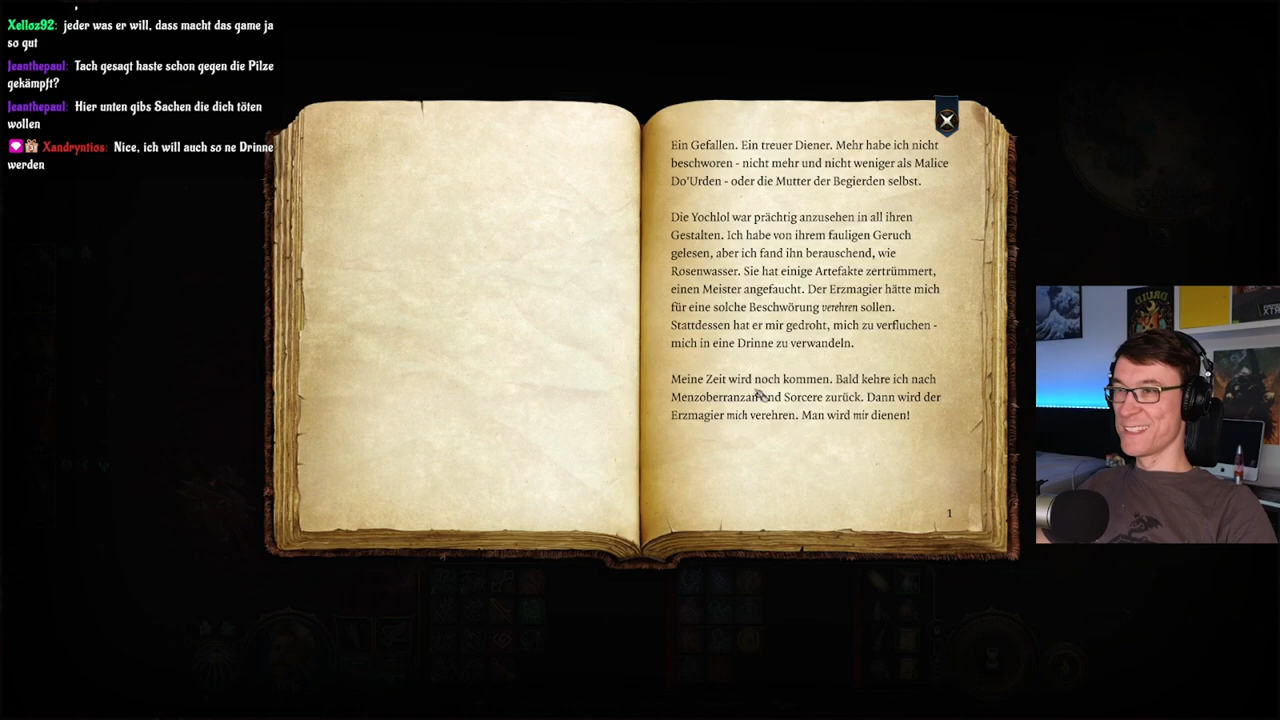 Xelloz92: jeder was er will, dass macht das game ja
so gut
Jeanthepaul: Tach gesagt haste schon gegen die Pilze
gekämpft?
Jeanthepaul: Hier unten gibs Sachen die dich töten
wollen
Xandryntios: Nice, ich will auch so ne Drinne
werden
Ein Gefallen. Ein treuer Diener. Mehr habe ich nicht
beschworen - nicht mehr und nicht weniger als Malice
Do'Urden - oder die Mutter der Begierden selbst.
Die Yochlol war prächtig anzusehen in all ihren
Gestalten. Ich habe von ihrem fauligen Geruch
gelesen, aber ich fand ihn berauschend, wie
Rosenwasser. Sie hat einige Artefakte zertrümmert,
einen Meister angefaucht. Der Erzmagier hätte mich
für eine solche Beschwörung verehren sollen.
Stattdessen hat er mir gedroht, mich zu verfluchen -
mich in eine Drinne zu verwandeln.
Meine Zeit wird noch kommen. Bald kehre ich nach
Menzoberranzan und Sorcere zurück. Dann wird der
Erzmagier mich verehren. Man wird mir dienen!
1
DRUID